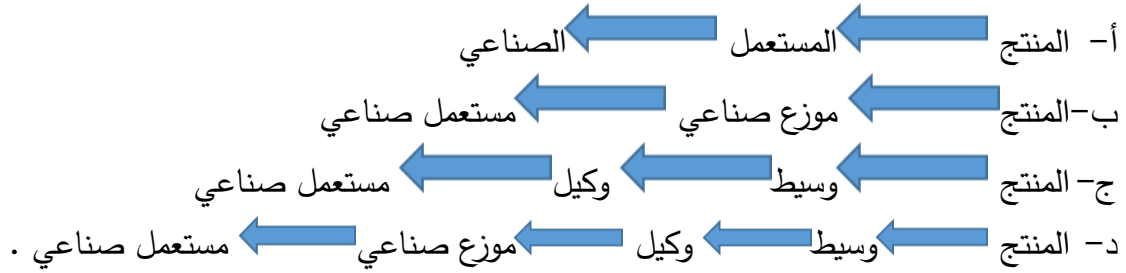 أ- المنتج المستعمل الصناعي
ب-المنتج موزع صناعي مستعمل صناعي
ج- المنتج وسيط وكيل مستعمل صناعي
د- المنتج وسيط وكيل موزع صناعي مستعمل صناعي .